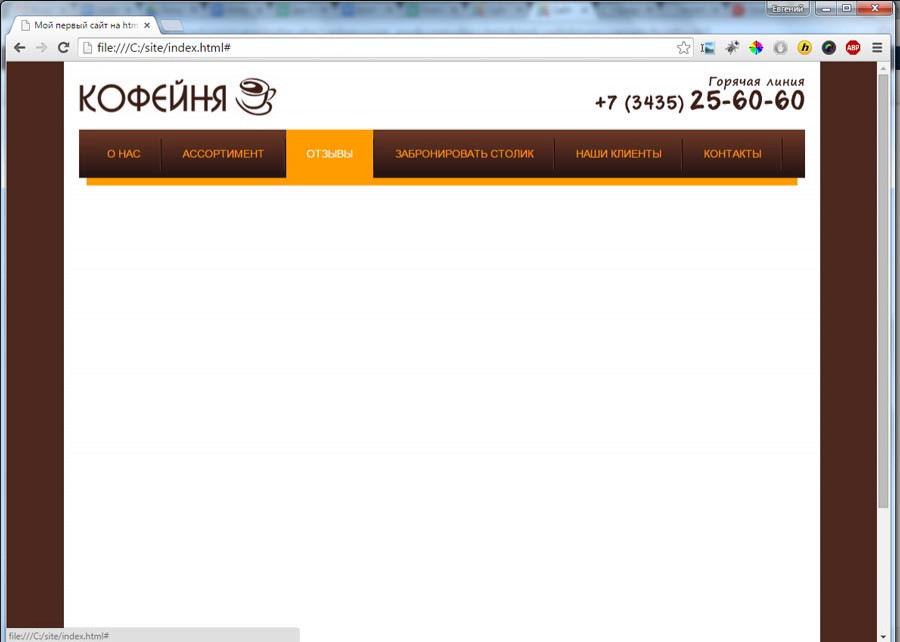 Евгений
Мой первый сайт на htm
file:///C:/site/index.html#
ABP
КОФЕЙНЯ
Горячая линия
+7 (3435) 25-60-60
О НАС АССОРТИМЕНТ ОТЗЫВЫ ЗАБРОНИРОВАТЬ СТОЛИК НАШИ КЛИЕНТЫ КОНТАКТЫ
file:///C:/site/index.html#